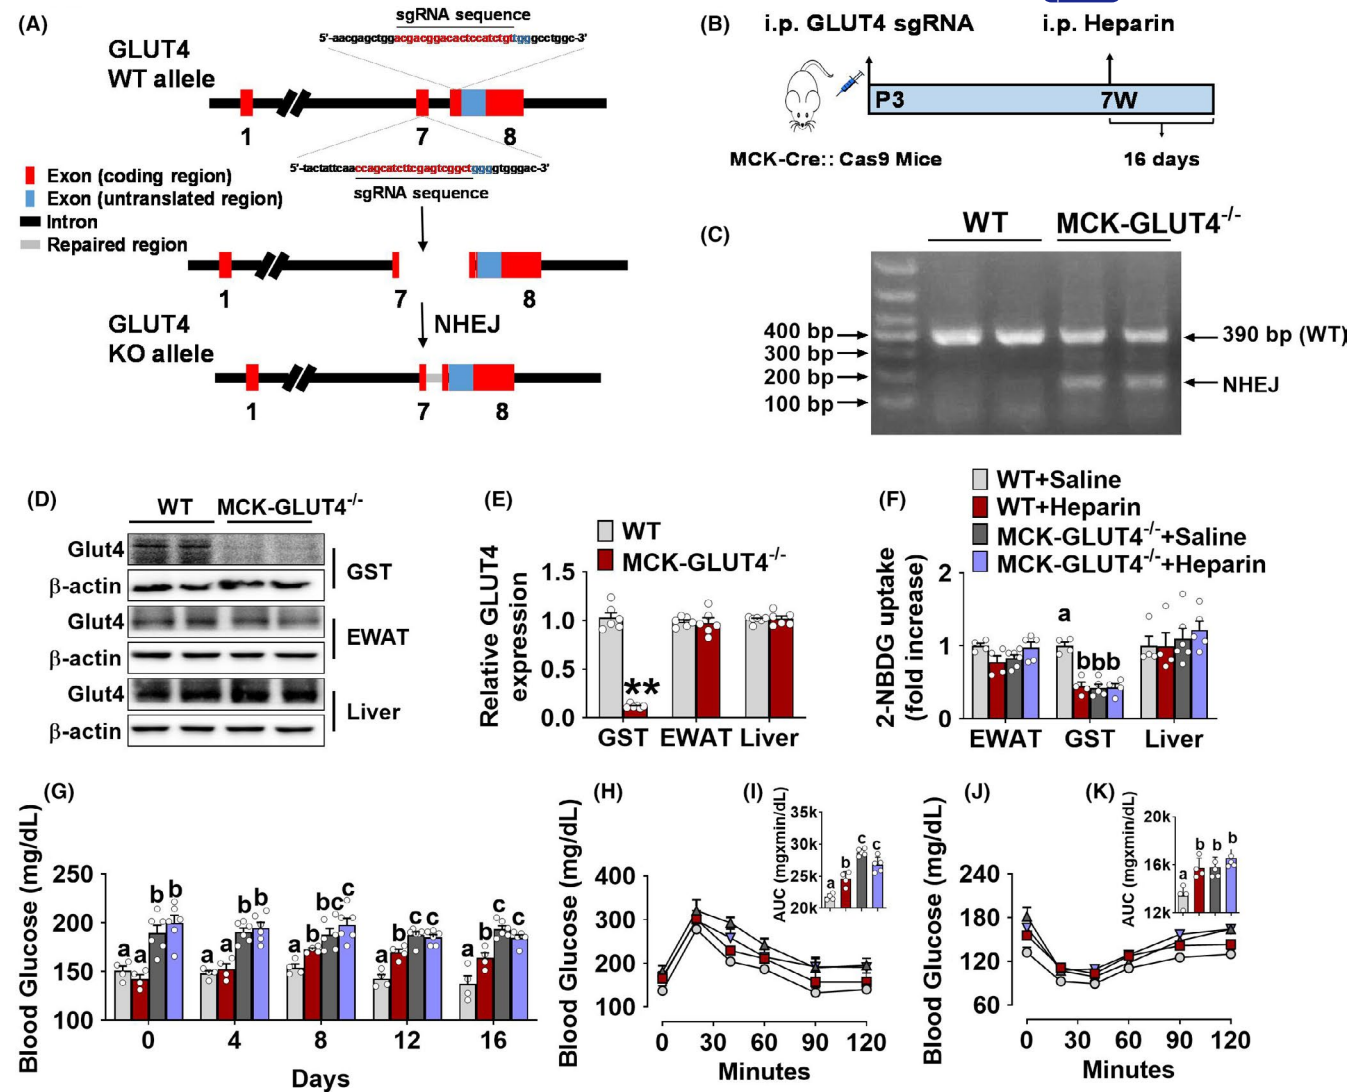 (A)
sgRNA sequence
5'-aacgagctggacgacggacactccatctgttgggcctggc-3'
GLUT4
WT allele
1
7
8
5'-tactattcaaccagcatcttcgagtcggctggggtgggac-3'
sgRNA sequence
Exon (coding region)
Exon (untranslated region)
Intron
Repaired region
1
7
8
NHEJ
GLUT4
KO allele
1
7
8
(B)
i.p. GLUT4 sgRNA
i.p. Heparin
P3
7W
MCK-Cre:: Cas9 Mice
16 days
(C)
WT
MCK-GLUT4-/-
400 bp
300 bp
200 bp
100 bp
390 bp (WT)
NHEJ
(D)
WT
MCK-GLUT4-/-
Glut4
β-actin
GST
Glut4
β-actin
EWAT
Glut4
β-actin
Liver
(E)
WT
MCK-GLUT4-/-
Relative GLUT4
expression
1.5
1.0
0.5
0.0
**
GST EWAT Liver
(F)
WT+Saline
WT+Heparin
MCK-GLUT4-/-+Saline
MCK-GLUT4-/-+Heparin
2-NBDG uptake
(fold increase)
2
1
0
a
bbb
EWAT GST Liver
(G)
Blood Glucose (mg/dL)
250
200
150
100
a a b b
a a b b
a b bc c
a b c c
a b c c
0 4 8 12 16
Days
(H)
Blood Glucose (mg/dL)
400
300
200
100
0 30 60 90 120
Minutes
(I)
AUC (mgxmin/dL)
35k
30k
25k
20k
a b c c
(J)
Blood Glucose (mg/dL)
240
180
120
60
0 30 60 90 120
Minutes
(K)
AUC (mgxmin/dL)
20k
16k
12k
a b b b